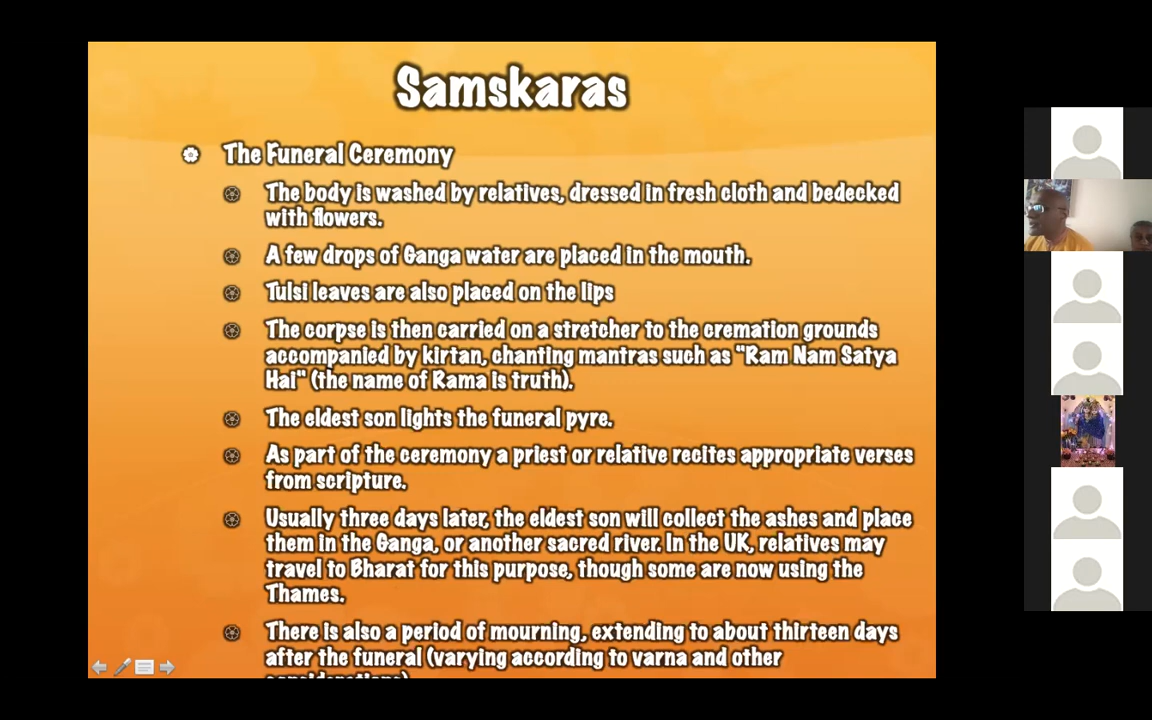 Samskaras
The Funeral Ceremony
The body is washed by relatives, dressed in fresh cloth and bedecked
with flowers.
A few drops of Ganga water are placed in the mouth.
Tulsi leaves are also placed on the lips
The corpse is then carried on a stretcher to the cremation grounds
accompanied by kirtan, chanting mantras such as "Ram Nam Satya
Hai" (the name of Rama is truth).
The eldest son lights the funeral pyre.
As part of the ceremony a priest or relative recites appropriate verses
from scripture.
Usually three days later, the eldest son will collect the ashes and place
them in the Ganga, or another sacred river. In the UK, relatives may
travel to Bharat for this purpose, though some are now using the
Thames.
There is also a period of mourning, extending to about thirteen days
after the funeral (varying according to varna and other